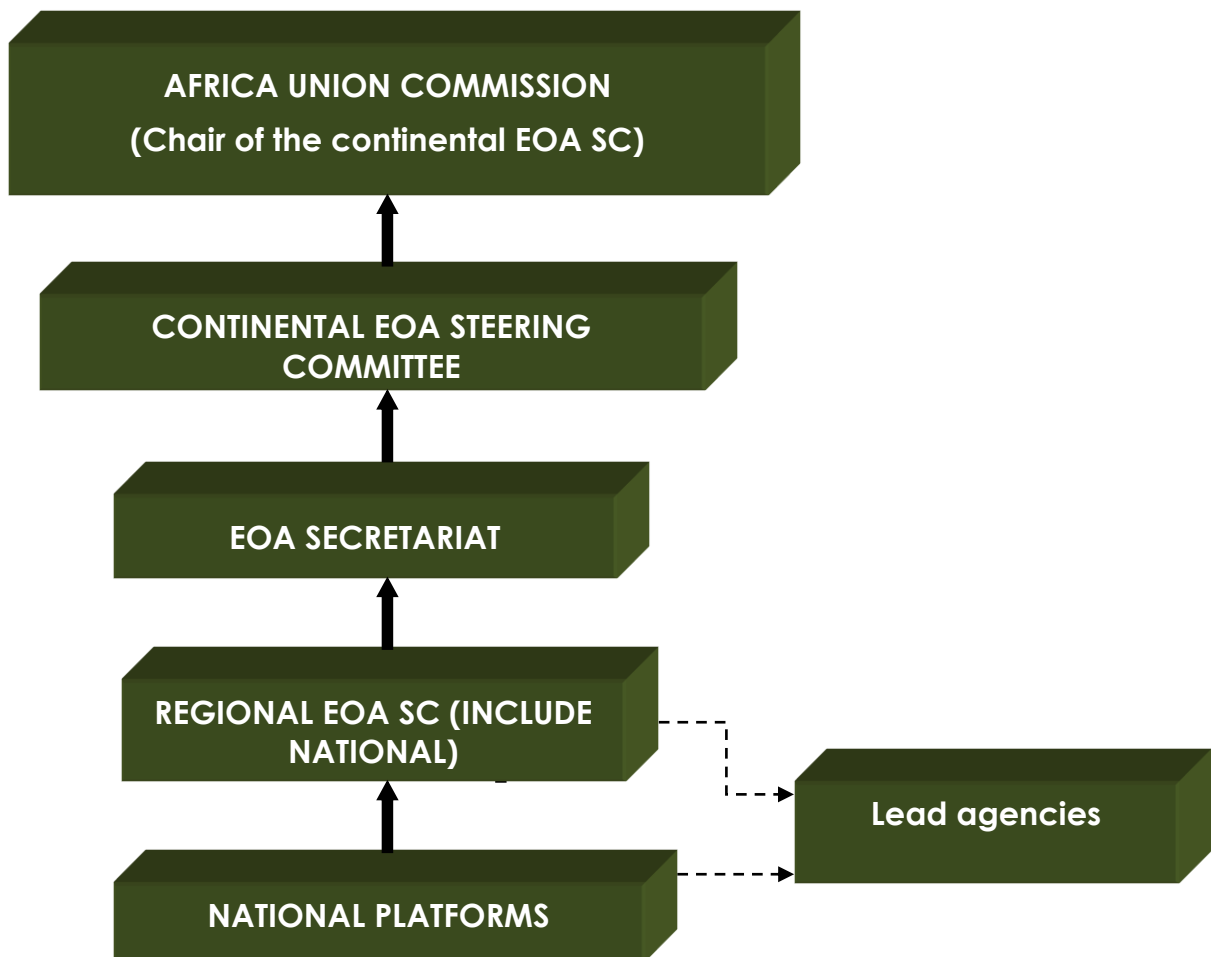 AFRICA UNION COMMISSION
(Chair of the continental EOA SC)
CONTINENTAL EOA STEERING
COMMITTEE
EOA SECRETARIAT
REGIONAL EOA SC (INCLUDE
NATIONAL)
Lead agencies
NATIONAL PLATFORMS